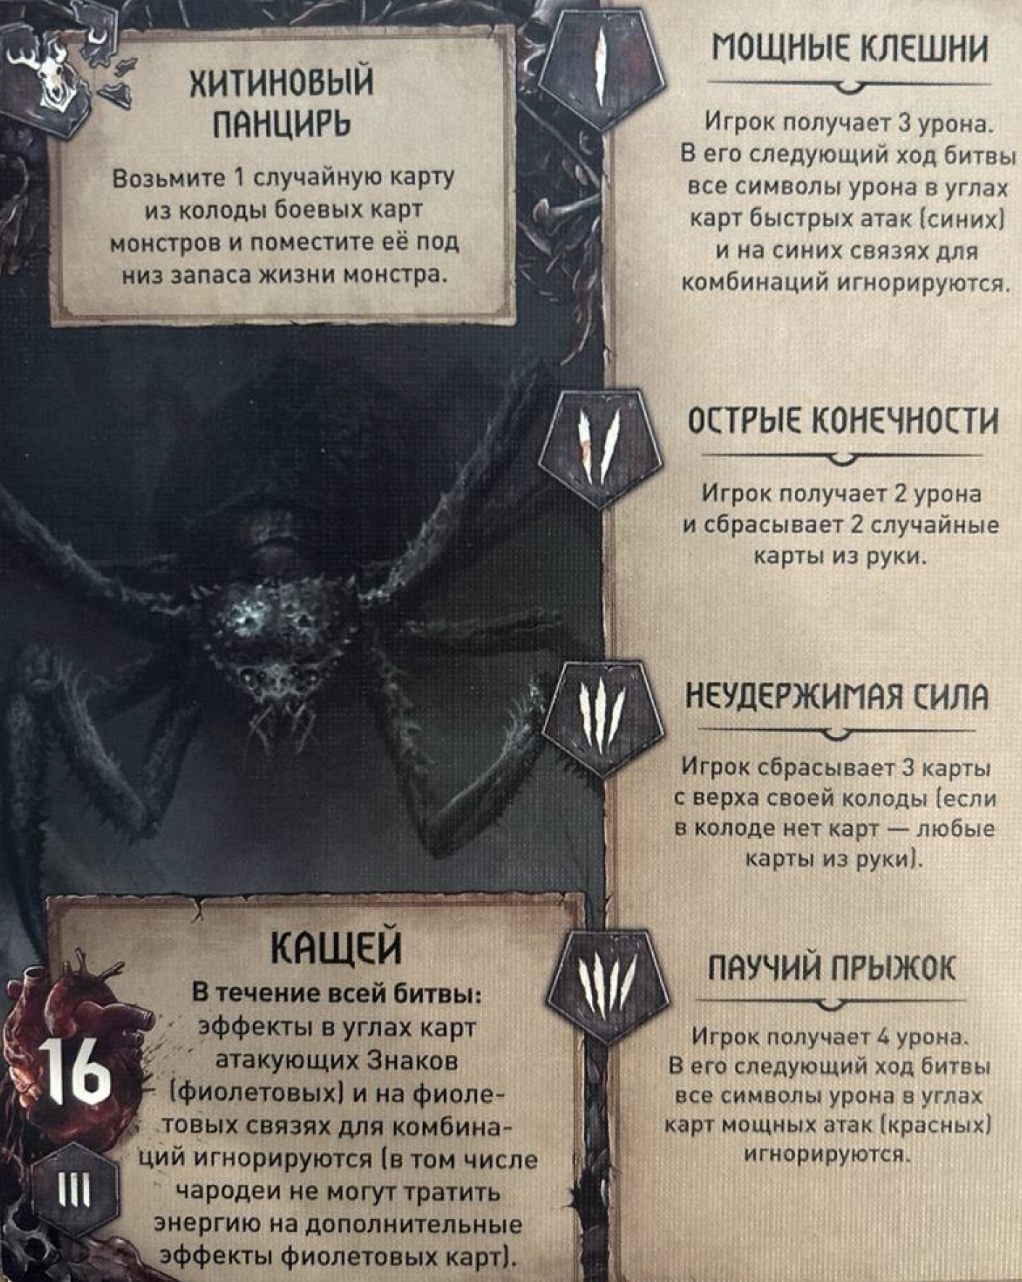 ХИТИНОВЫЙ
ПАНЦИРЬ
Возьмите 1 случайную карту
из колоды боевых карт
монстров и поместите её под
низ запаса жизни монстра.
МОЩНЫЕ КЛЕШНИ
Игрок получает 3 урона.
В его следующий ход битвы
все символы урона в углах
карт быстрых атак (синих)
и на синих связях для
комбинаций игнорируются.
ОСТРЫЕ КОНЕЧНОСТИ
Игрок получает 2 урона
и сбрасывает 2 случайные
карты из руки.
НЕУДЕРЖИМАЯ СИЛА
Игрок сбрасывает 3 карты
с верха своей колоды (если
в колоде нет карт — любые
карты из руки).
ПАУЧИЙ ПРЫЖОК
Игрок получает 4 урона.
В его следующий ход битвы
все символы урона в углах
карт мощных атак (красных)
игнорируются.
КАЩЕЙ
В течение всей битвы:
эффекты в углах карт
атакующих Знаков
(фиолетовых) и на фиоле-
товых связях для комбина-
ций игнорируются (в том числе
чародеи не могут тратить
энергию на дополнительные
эффекты фиолетовых карт).
16
III